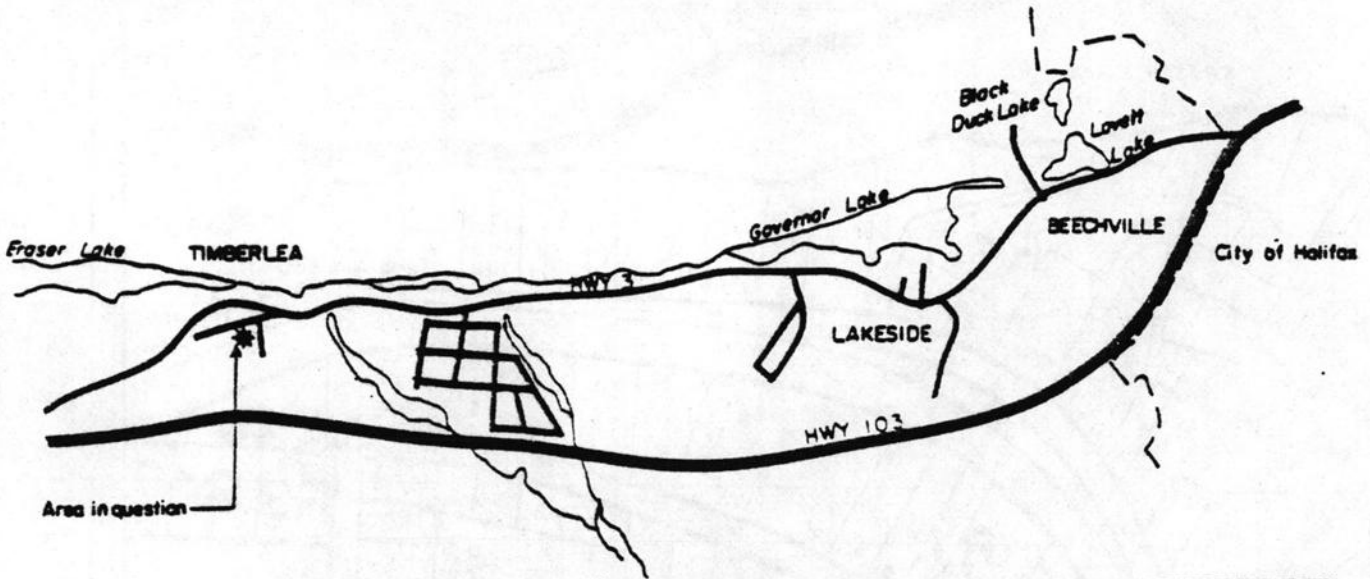 Black
Duck Lake
Lovett
Lake
Governor Lake
BEECHVILLE
Fraser Lake
TIMBERLEA
City of Halifax
HWY 3
LAKESIDE
HWY 103
Area in question